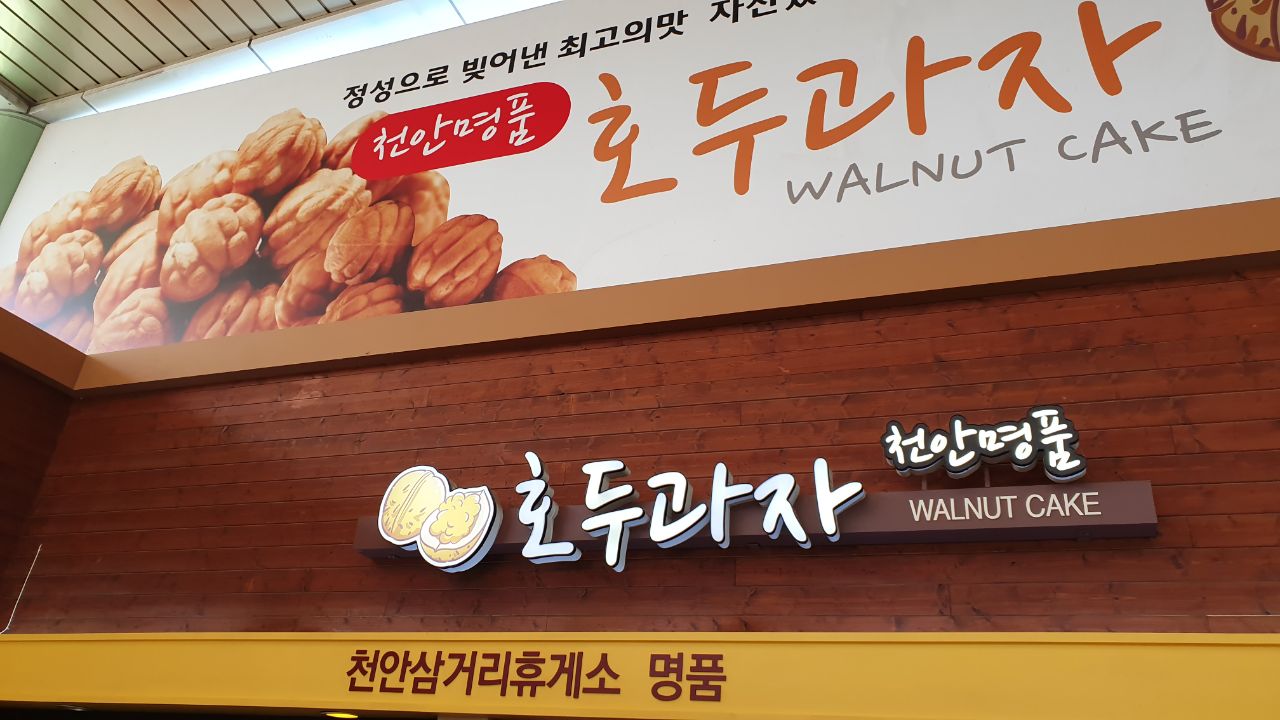 정성으로 빚어낸 최고의맛
천안명품
호두과자
WALNUT CAKE
천안명품
호두과자
WALNUT CAKE
천안삼거리휴게소 명품